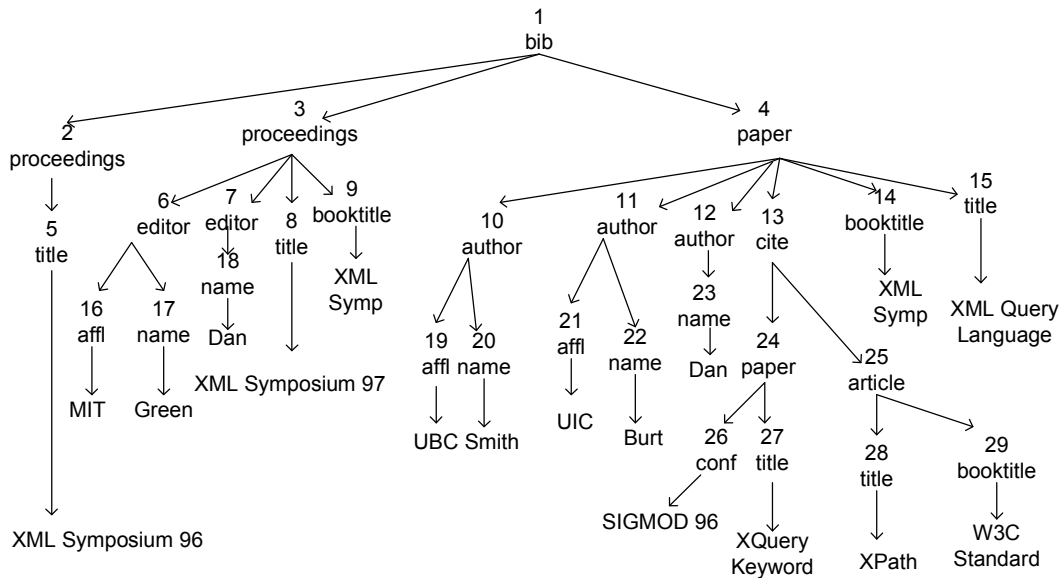 1
bib
2
proceedings
3
proceedings
4
paper
5
title
6
editor
7
editor
8
title
9
booktitle
10
author
11
author
12
author
13
cite
14
booktitle
15
title
16
affl
17
name
18
name
Dan
XML
Symp
19
affl
20
name
21
affl
22
name
23
name
Dan
24
paper
25
article
XML
Symp
XML Query
Language
MIT
Green
XML Symposium 97
UBC
Smith
UIC
Burt
26
conf
27
title
28
title
29
booktitle
SIGMOD 96
XQuery
Keyword
XPath
W3C
Standard
XML Symposium 96